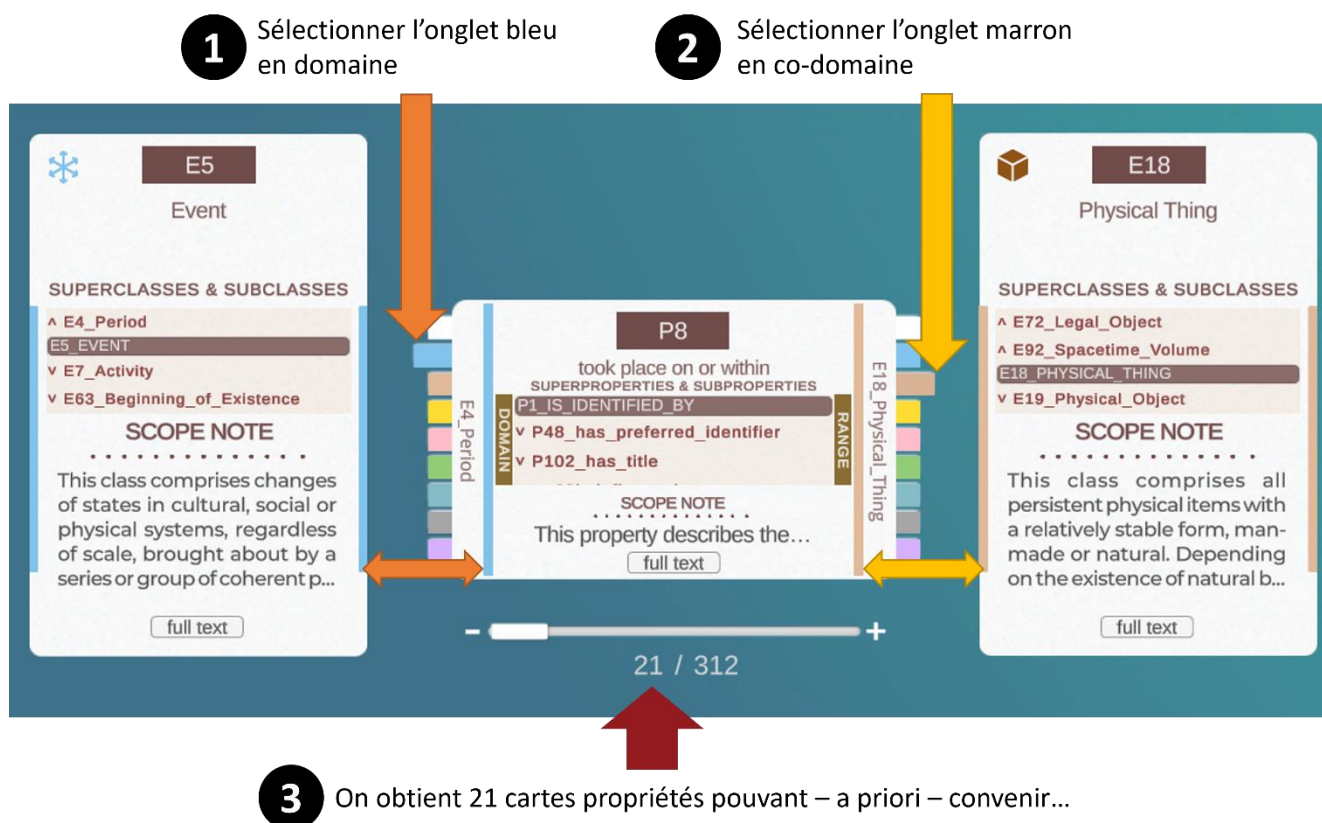 1
Sélectionner l’onglet bleu
en domaine
2
Sélectionner l’onglet marron
en co-domaine
E5
Event
SUPERCLASSES & SUBCLASSES
^ E4_Period
E5_EVENT
v E7_Activity
v E63_Beginning_of_Existence
SCOPE NOTE
This class comprises changes
of states in cultural, social or
physical systems, regardless
of scale, brought about by a
series or group of coherent p...
full text
E4_Period
P8
took place on or within
SUPERPROPERTIES & SUBPROPERTIES
DOMAIN
P1_IS_IDENTIFIED_BY
v P48_has_preferred_identifier
v P102_has_title
RANGE
SCOPE NOTE
This property describes the...
full text
E18_Physical_Thing
- +
21 / 312
E18
Physical Thing
SUPERCLASSES & SUBCLASSES
^ E72_Legal_Object
^ E92_Spacetime_Volume
E18_PHYSICAL_THING
v E19_Physical_Object
SCOPE NOTE
This class comprises all
persistent physical items with
a relatively stable form, man-
made or natural. Depending
on the existence of natural b...
full text
3
On obtient 21 cartes propriétés pouvant – a priori – convenir...